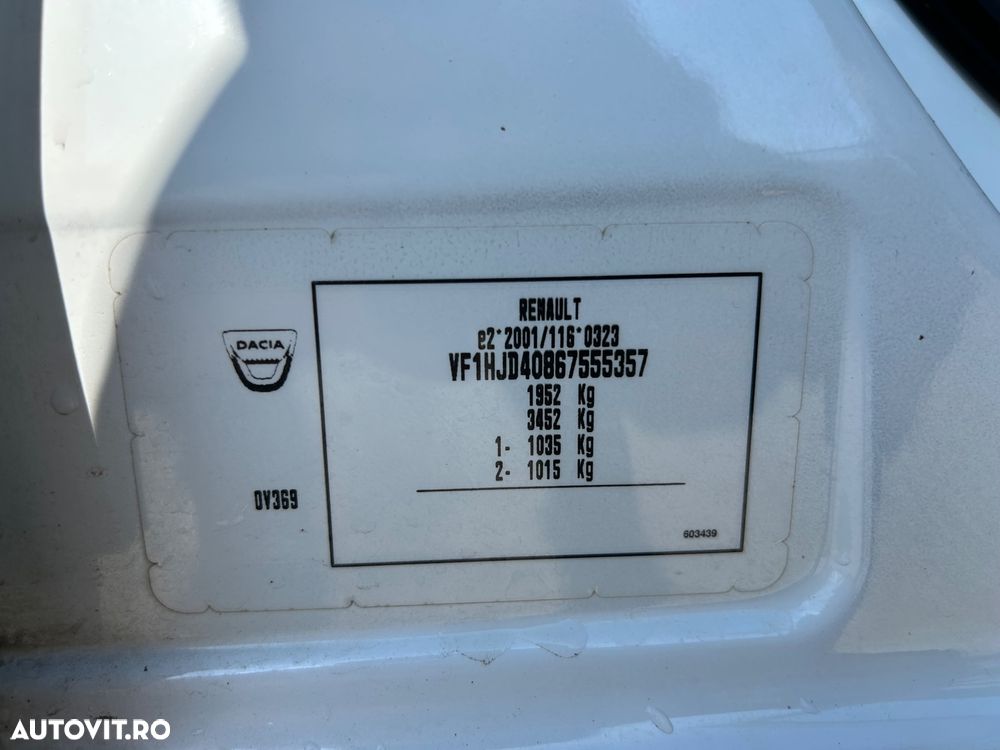 RENAULT
e2*2001/116*0323
VF1HJD40867555357
1952 Kg
3452 Kg
1- 1035 Kg
2- 1015 Kg
DACIA
DV369
603439
AUTOVIT.RO